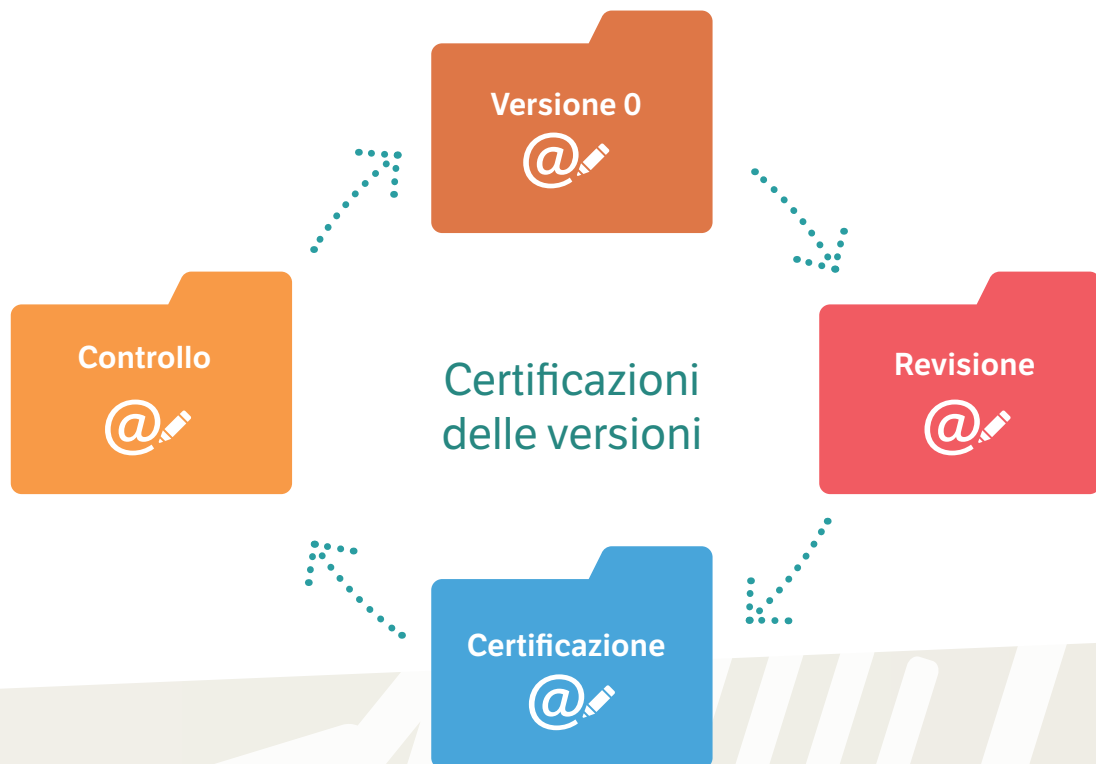 Versione 0
@
Controllo
@
Certificazioni
delle versioni
Revisione
@
Certificazione
@